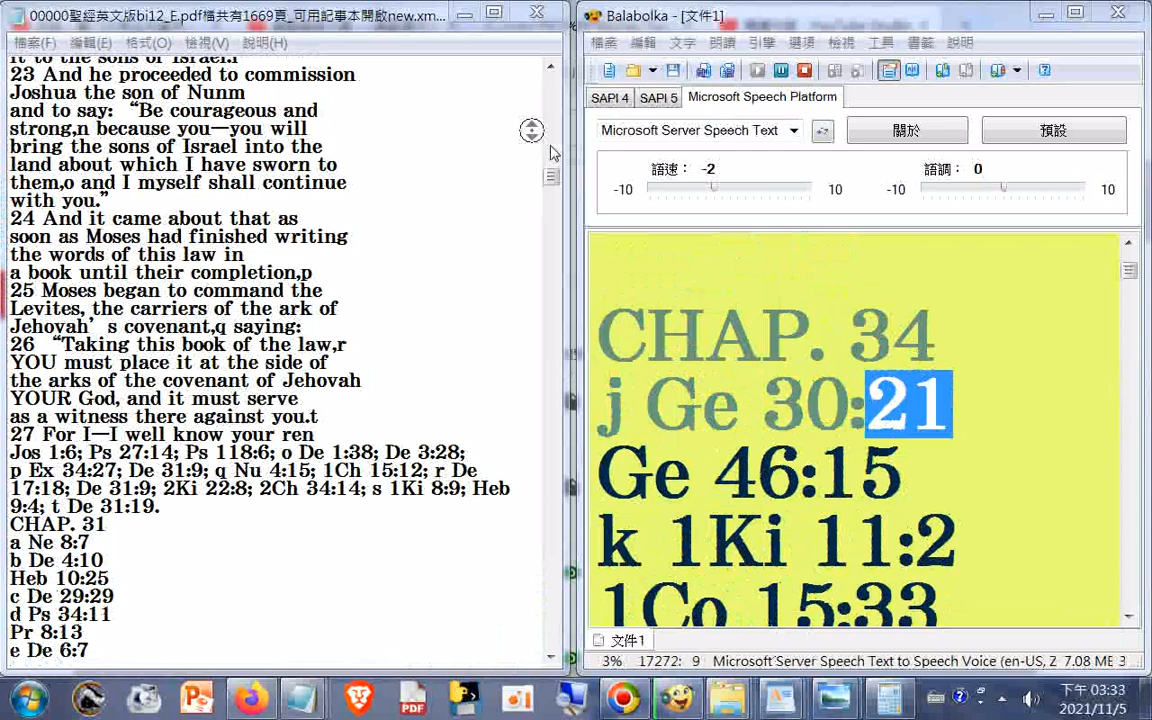 00000聖經英文版bi12_E.pdf檔共有1669頁_可用記事本開啟new.xm...
檔案(F) 編輯(E) 格式(O) 檢視(V) 說明(H)
it to the sons of Israel.l
23 And he proceeded to commission
Joshua the son of Nunm
and to say: “Be courageous and
strong,n because you—you will
bring the sons of Israel into the
land about which I have sworn to
them,o and I myself shall continue
with you.”
24 And it came about that as
soon as Moses had finished writing
the words of this law in
a book until their completion,p
25 Moses began to command the
Levites, the carriers of the ark of
Jehovah’s covenant,q saying:
26 “Taking this book of the law,r
YOU must place it at the side of
the arks of the covenant of Jehovah
YOUR God, and it must serve
as a witness there against you.t
27 For I—I well know your ren
Jos 1:6; Ps 27:14; Ps 118:6; o De 1:38; De 3:28;
p Ex 34:27; De 31:9; q Nu 4:15; 1Ch 15:12; r De
17:18; De 31:9; 2Ki 22:8; 2Ch 34:14; s 1Ki 8:9; Heb
9:4; t De 31:19.
CHAP. 31
a Ne 8:7
b De 4:10
Heb 10:25
c De 29:29
d Ps 34:11
Pr 8:13
e De 6:7
Balabolka - [文件1]
檔案 編輯 文字 朗讀 引擎 選項 檢視 工具 書籤 說明
SAPI 4 SAPI 5 Microsoft Speech Platform
Microsoft Server Speech Text 關於 預設
語速： -2 語調： 0
-10 10 -10 10
CHAP. 34
j Ge 30:21
Ge 46:15
k 1Ki 11:2
1Co 15:33
文件1
3% 17272: 9 Microsoft Server Speech Text to Speech Voice (en-US, Z 7.08 ME 3
下午 03:33
2021/11/5